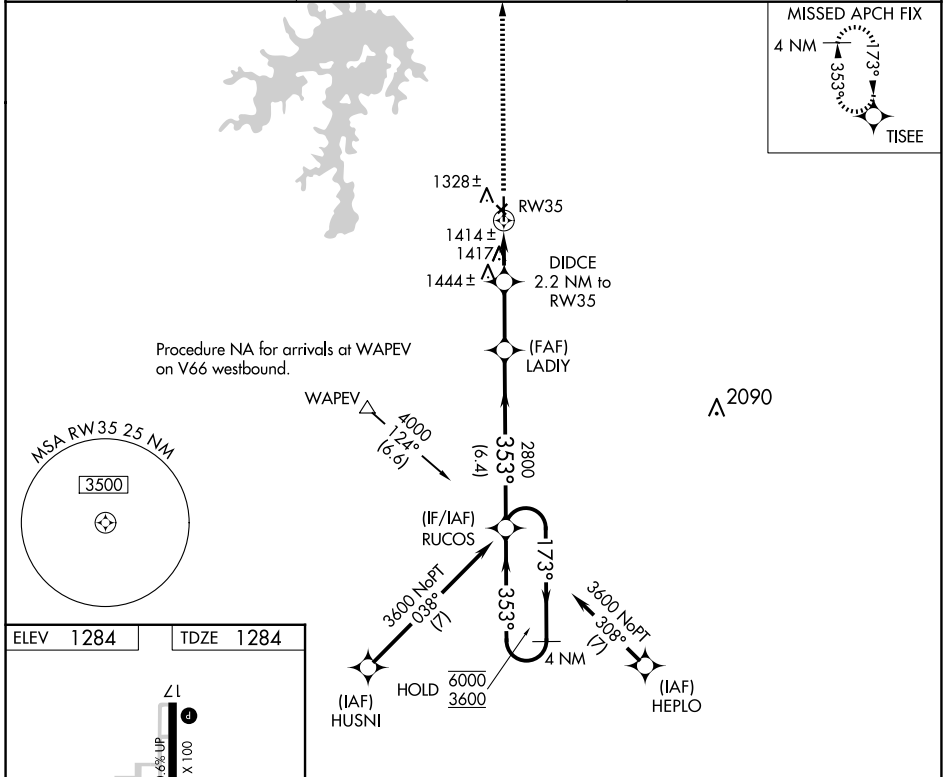 MISSED APCH FIX
4 NM
353°
173°
TISEE
1328±
RW35
1414±
1417
1444±
DIDCE
2.2 NM to
RW35
(FAF)
LADIY
Procedure NA for arrivals at WAPEV
on V66 westbound.
WAPEV
4000
124°
(6.6)
2090
MSA RW35 25 NM
3500
2800
353°
(6.4)
(IF/IAF)
RUCOS
173°
353°
4 NM
3600 NoPT
038°
(7)
3600 NoPT
308°
(7)
HOLD
6000
3600
(IAF)
HUSNI
(IAF)
HEPLO
ELEV 1284
TDZE 1284
17
P
.6% UP
X 100